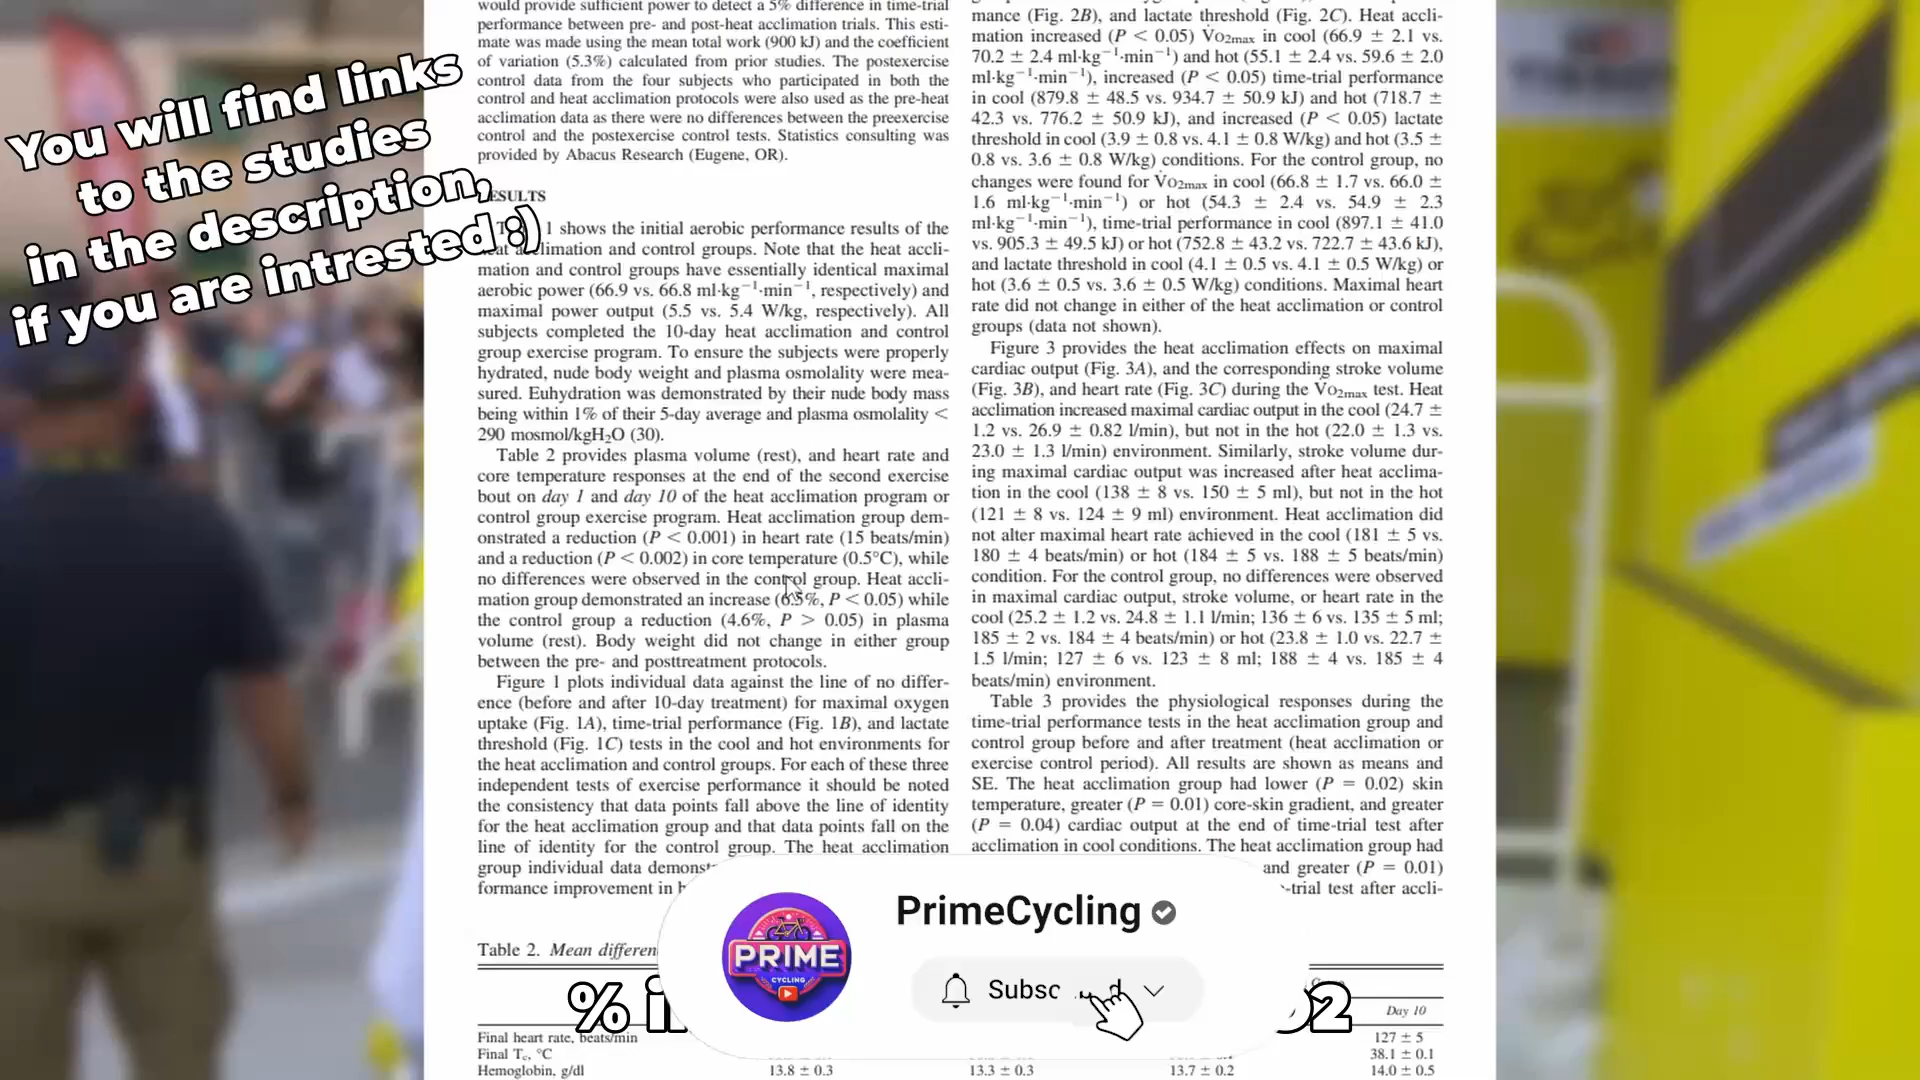 You will find links
to the studies
in the description,
if you are intrested :)
would provide sufficient power to detect a 5% difference in time-trial
performance between pre- and post-heat acclimation trials. This esti-
mate was made using the mean total work (900 kJ) and the coefficient
of variation (5.3%) calculated from prior studies. The postexercise
control data from the four subjects who participated in both the
control and heat acclimation protocols were also used as the pre-heat
acclimation data as there were no differences between the preexercise
control and the postexercise control tests. Statistics consulting was
provided by Abacus Research (Eugene, OR).
ESULTS
1 shows the initial aerobic performance results of the
climation and control groups. Note that the heat accli-
mation and control groups have essentially identical maximal
aerobic power (66.9 vs. 66.8 ml·kg⁻¹·min⁻¹, respectively) and
maximal power output (5.5 vs. 5.4 W/kg, respectively). All
subjects completed the 10-day heat acclimation and control
group exercise program. To ensure the subjects were properly
hydrated, nude body weight and plasma osmolality were mea-
sured. Euhydration was demonstrated by their nude body mass
being within 1% of their 5-day average and plasma osmolality <
290 mosmol/kgH₂O (30).
Table 2 provides plasma volume (rest), and heart rate and
core temperature responses at the end of the second exercise
bout on day 1 and day 10 of the heat acclimation program or
control group exercise program. Heat acclimation group dem-
onstrated a reduction (P < 0.001) in heart rate (15 beats/min)
and a reduction (P < 0.002) in core temperature (0.5°C), while
no differences were observed in the control group. Heat accli-
mation group demonstrated an increase (6.5%, P < 0.05) while
the control group a reduction (4.6%, P > 0.05) in plasma
volume (rest). Body weight did not change in either group
between the pre- and posttreatment protocols.
Figure 1 plots individual data against the line of no differ-
ence (before and after 10-day treatment) for maximal oxygen
uptake (Fig. 1A), time-trial performance (Fig. 1B), and lactate
threshold (Fig. 1C) tests in the cool and hot environments for
the heat acclimation and control groups. For each of these three
independent tests of exercise performance it should be noted
the consistency that data points fall above the line of identity
for the heat acclimation group and that data points fall on the
line of identity for the control group. The heat acclimation
group individual data demonst
formance improvement in h
mance (Fig. 2B), and lactate threshold (Fig. 2C). Heat accli-
mation increased (P < 0.05) V̇O₂max in cool (66.9 ± 2.1 vs.
70.2 ± 2.4 ml·kg⁻¹·min⁻¹) and hot (55.1 ± 2.4 vs. 59.6 ± 2.0
ml·kg⁻¹·min⁻¹), increased (P < 0.05) time-trial performance
in cool (879.8 ± 48.5 vs. 934.7 ± 50.9 kJ) and hot (718.7 ±
42.3 vs. 776.2 ± 50.9 kJ), and increased (P < 0.05) lactate
threshold in cool (3.9 ± 0.8 vs. 4.1 ± 0.8 W/kg) and hot (3.5 ±
0.8 vs. 3.6 ± 0.8 W/kg) conditions. For the control group, no
changes were found for V̇O₂max in cool (66.8 ± 1.7 vs. 66.0 ±
1.6 ml·kg⁻¹·min⁻¹) or hot (54.3 ± 2.4 vs. 54.9 ± 2.3
ml·kg⁻¹·min⁻¹), time-trial performance in cool (897.1 ± 41.0
vs. 905.3 ± 49.5 kJ) or hot (752.8 ± 43.2 vs. 722.7 ± 43.6 kJ),
and lactate threshold in cool (4.1 ± 0.5 vs. 4.1 ± 0.5 W/kg) or
hot (3.6 ± 0.5 vs. 3.6 ± 0.5 W/kg) conditions. Maximal heart
rate did not change in either of the heat acclimation or control
groups (data not shown).
Figure 3 provides the heat acclimation effects on maximal
cardiac output (Fig. 3A), and the corresponding stroke volume
(Fig. 3B), and heart rate (Fig. 3C) during the V̇O₂max test. Heat
acclimation increased maximal cardiac output in the cool (24.7 ±
1.2 vs. 26.9 ± 0.82 l/min), but not in the hot (22.0 ± 1.3 vs.
23.0 ± 1.3 l/min) environment. Similarly, stroke volume dur-
ing maximal cardiac output was increased after heat acclima-
tion in the cool (138 ± 8 vs. 150 ± 5 ml), but not in the hot
(121 ± 8 vs. 124 ± 9 ml) environment. Heat acclimation did
not alter maximal heart rate achieved in the cool (181 ± 5 vs.
180 ± 4 beats/min) or hot (184 ± 5 vs. 188 ± 5 beats/min)
condition. For the control group, no differences were observed
in maximal cardiac output, stroke volume, or heart rate in the
cool (25.2 ± 1.2 vs. 24.8 ± 1.1 l/min; 136 ± 6 vs. 135 ± 5 ml;
185 ± 2 vs. 184 ± 4 beats/min) or hot (23.8 ± 1.0 vs. 22.7 ±
1.5 l/min; 127 ± 6 vs. 123 ± 8 ml; 188 ± 4 vs. 185 ± 4
beats/min) environment.
Table 3 provides the physiological responses during the
time-trial performance tests in the heat acclimation group and
control group before and after treatment (heat acclimation or
exercise control period). All results are shown as means and
SE. The heat acclimation group had lower (P = 0.02) skin
temperature, greater (P = 0.01) core-skin gradient, and greater
(P = 0.04) cardiac output at the end of time-trial test after
acclimation in cool conditions. The heat acclimation group had
and greater (P = 0.01)
-trial test after accli-
Table 2. Mean differen
PrimeCycling
PRIME
CYCLING
Subsc
% i
O2
Day 10
Final heart rate, beats/min 127 ± 5
Final Tc, °C 38.1 ± 0.1
Hemoglobin, g/dl 13.8 ± 0.3 13.3 ± 0.3 13.7 ± 0.2 14.0 ± 0.5